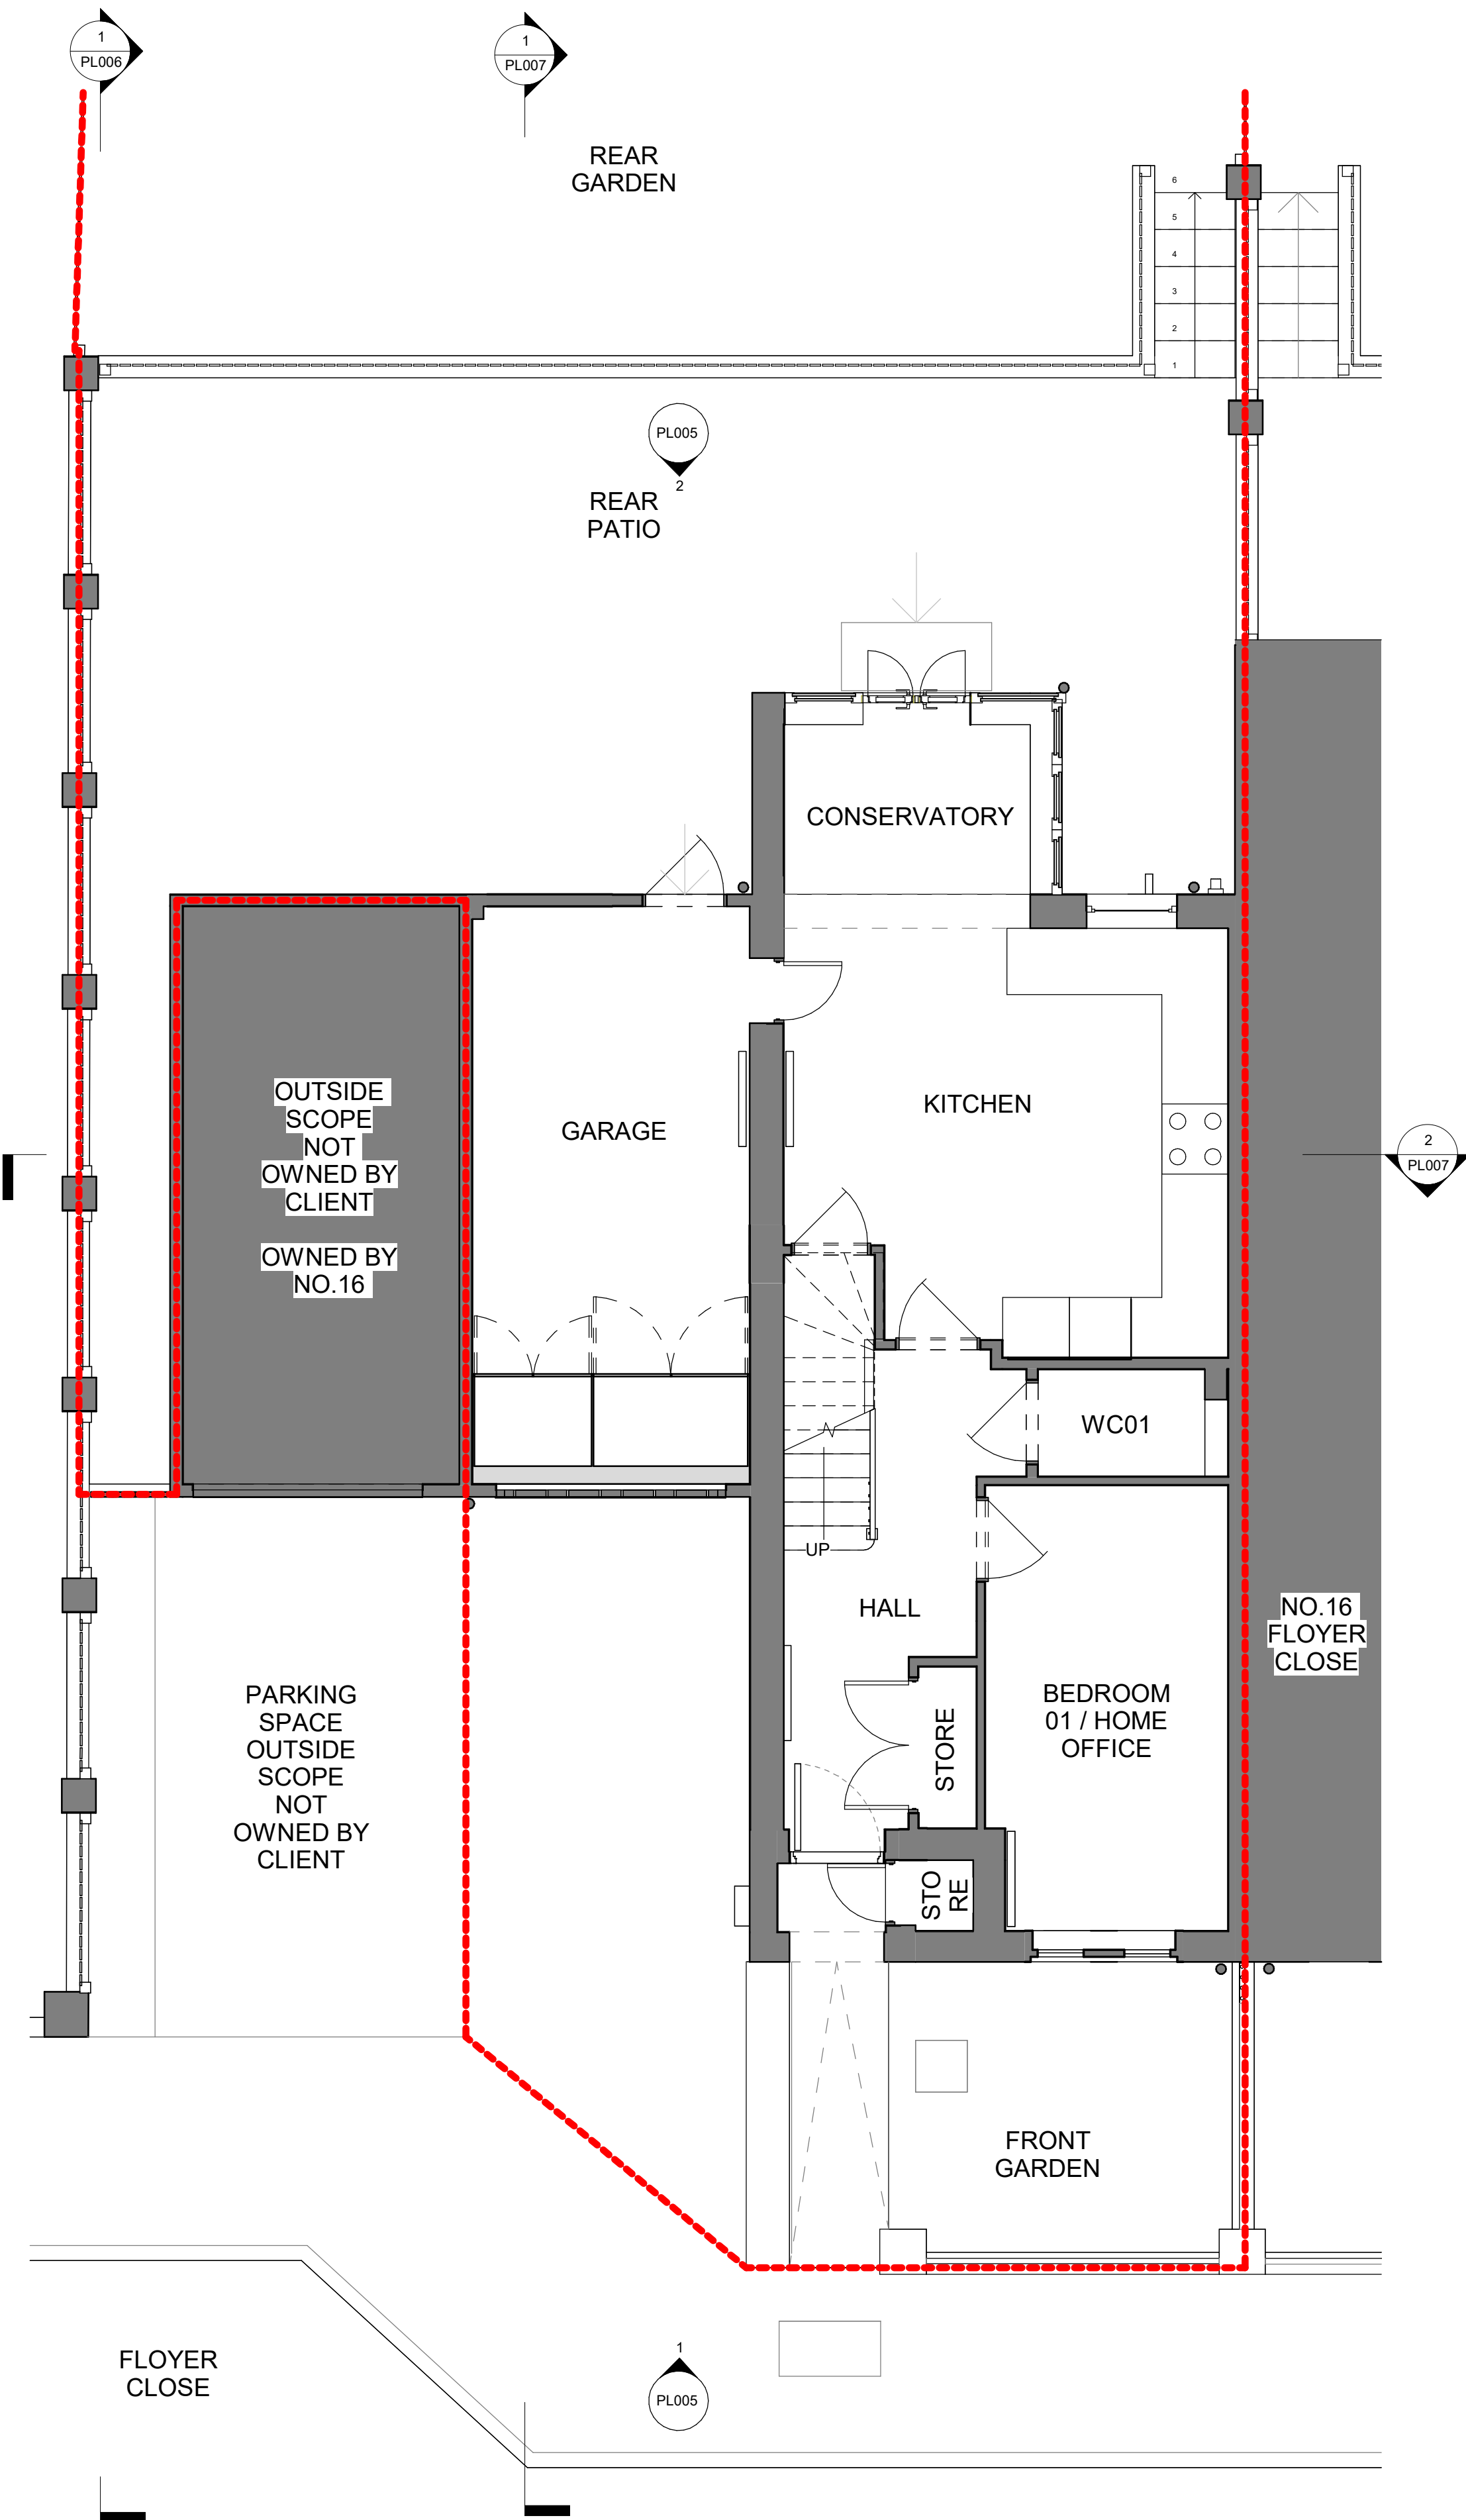 1
PL006
1
PL007
REAR
GARDEN
6
5
4
3
2
1
PL005
2
REAR
PATIO
CONSERVATORY
OUTSIDE
SCOPE
NOT
OWNED BY
CLIENT
OWNED BY
NO.16
GARAGE
KITCHEN
2
PL007
WC01
UP
HALL
NO.16
FLOYER
CLOSE
PARKING
SPACE
OUTSIDE
SCOPE
NOT
OWNED BY
CLIENT
STORE
BEDROOM
01 / HOME
OFFICE
STO
RE
FRONT
GARDEN
FLOYER
CLOSE
1
PL005